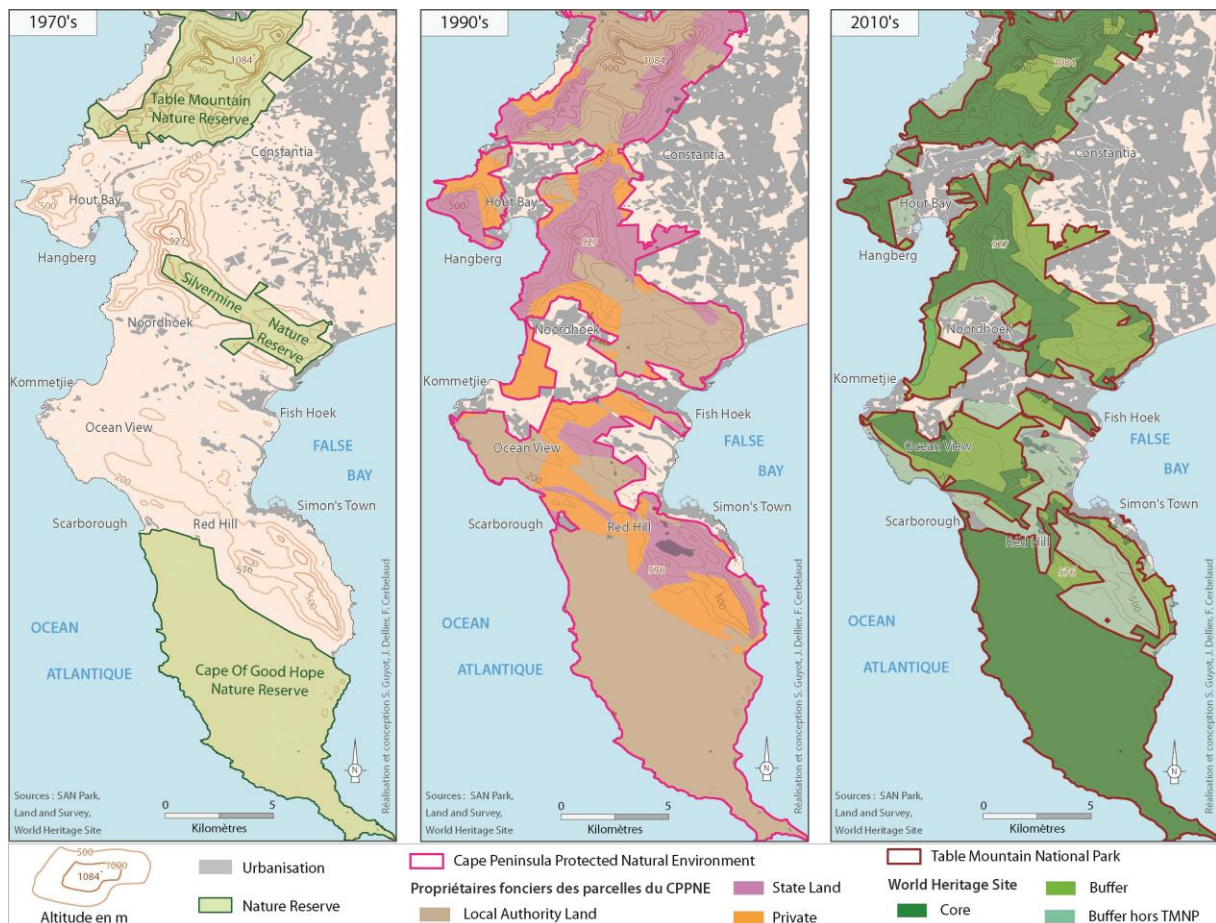 1970's
1084
900
Table Mountain
Nature Reserve
200
Constantia
500
Hout Bay
927
Hangberg
Silvermine
Nature
Reserve
Noordhoek
Kommetjie
Fish Hoek
Ocean View
FALSE
BAY
200
Simon's Town
Scarborough
Red Hill
576
500
OCEAN
ATLANTIQUE
Cape Of Good Hope
Nature Reserve
N
Sources : SAN Park,
Land and Survey,
World Heritage Site
0 5
Kilomètres
Réalisation et conception S. Guyot, J. Dellier, F. Cerbelaud
1990's
1084
900
200
Constantia
500
Hout Bay
927
Hangberg
Noordhoek
Kommetjie
Fish Hoek
Ocean View
FALSE
BAY
200
Simon's Town
Scarborough
Red Hill
576
500
OCEAN
ATLANTIQUE
N
Sources : SAN Park,
Land and Survey,
World Heritage Site
0 5
Kilomètres
Réalisation et conception S. Guyot, J. Dellier, F. Cerbelaud
2010's
1084
Constantia
500
Hout Bay
927
Hangberg
Noordhoek
Kommetjie
Fish Hoek
Ocean View
FALSE
BAY
Simon's Town
Scarborough
Red Hill
576
500
OCEAN
ATLANTIQUE
N
Sources : SAN Park,
Land and Survey,
World Heritage Site
0 5
Kilomètres
Réalisation et conception S. Guyot, J. Dellier, F. Cerbelaud
500
1000
1084
Altitude en m
Urbanisation
Nature Reserve
Cape Peninsula Protected Natural Environment
Propriétaires fonciers des parcelles du CPPNE
Local Authority Land
State Land
Private
Table Mountain National Park
World Heritage Site
Core
Buffer
Buffer hors TMNP